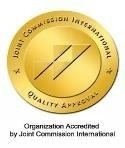 JOINT COMMISSION INTERNATIONAL
QUALITY APPROVAL
Organization Accredited
by Joint Commission International